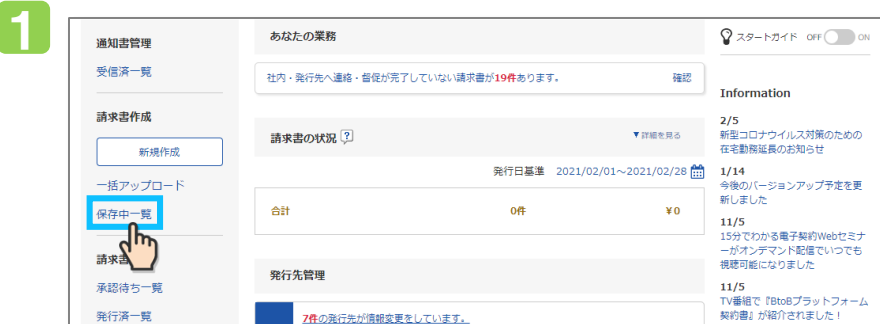 1
通知書管理
受信済一覧
請求書作成
新規作成
一括アップロード
保存中一覧
請求書
承認待ち一覧
発行済一覧
あなたの業務
社内・発行先へ連絡・督促が完了していない請求書が19件あります。 確認
請求書の状況 ?
▼詳細を見る
発行日基準 2021/02/01～2021/02/28
合計 0件 ¥0
発行先管理
7件の発行先が情報変更をしています。
スタートガイド OFF ON
Information
2/5
新型コロナウイルス対策のための
在宅勤務延長のお知らせ
1/14
今後のバージョンアップ予定を更
新しました
11/5
15分でわかる電子契約Webセミナ
ーがオンデマンド配信でいつでも
視聴可能になりました
11/5
TV番組で『BtoBプラットフォーム
契約書』が紹介されました！